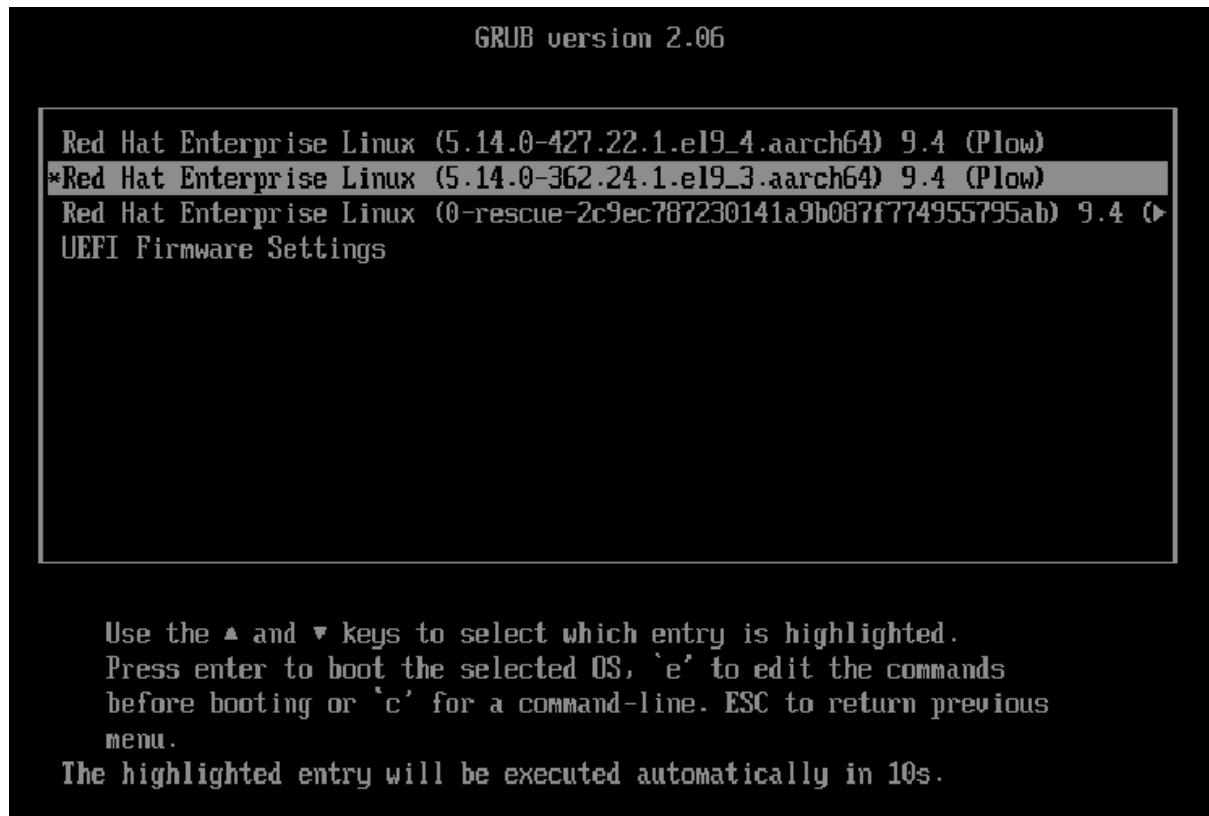 GRUB version 2.06
Red Hat Enterprise Linux (5.14.0-427.22.1.el9_4.aarch64) 9.4 (Plow)
*Red Hat Enterprise Linux (5.14.0-362.24.1.el9_3.aarch64) 9.4 (Plow)
Red Hat Enterprise Linux (0-rescue-2c9ec787230141a9b087f774955795ab) 9.4 (▶
UEFI Firmware Settings
Use the ▲ and ▼ keys to select which entry is highlighted.
Press enter to boot the selected OS, `e' to edit the commands
before booting or `c' for a command-line. ESC to return previous
menu.
The highlighted entry will be executed automatically in 10s.